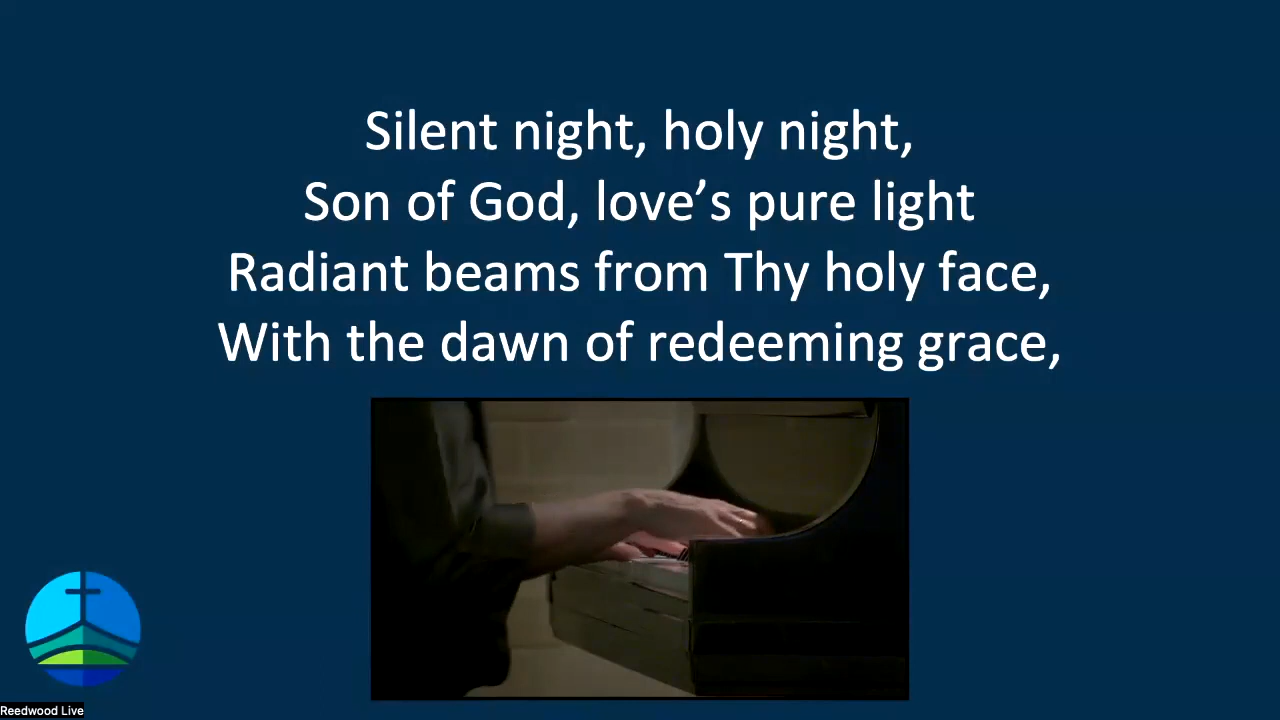 Silent night, holy night,
Son of God, love’s pure light
Radiant beams from Thy holy face,
With the dawn of redeeming grace,
Reedwood Live